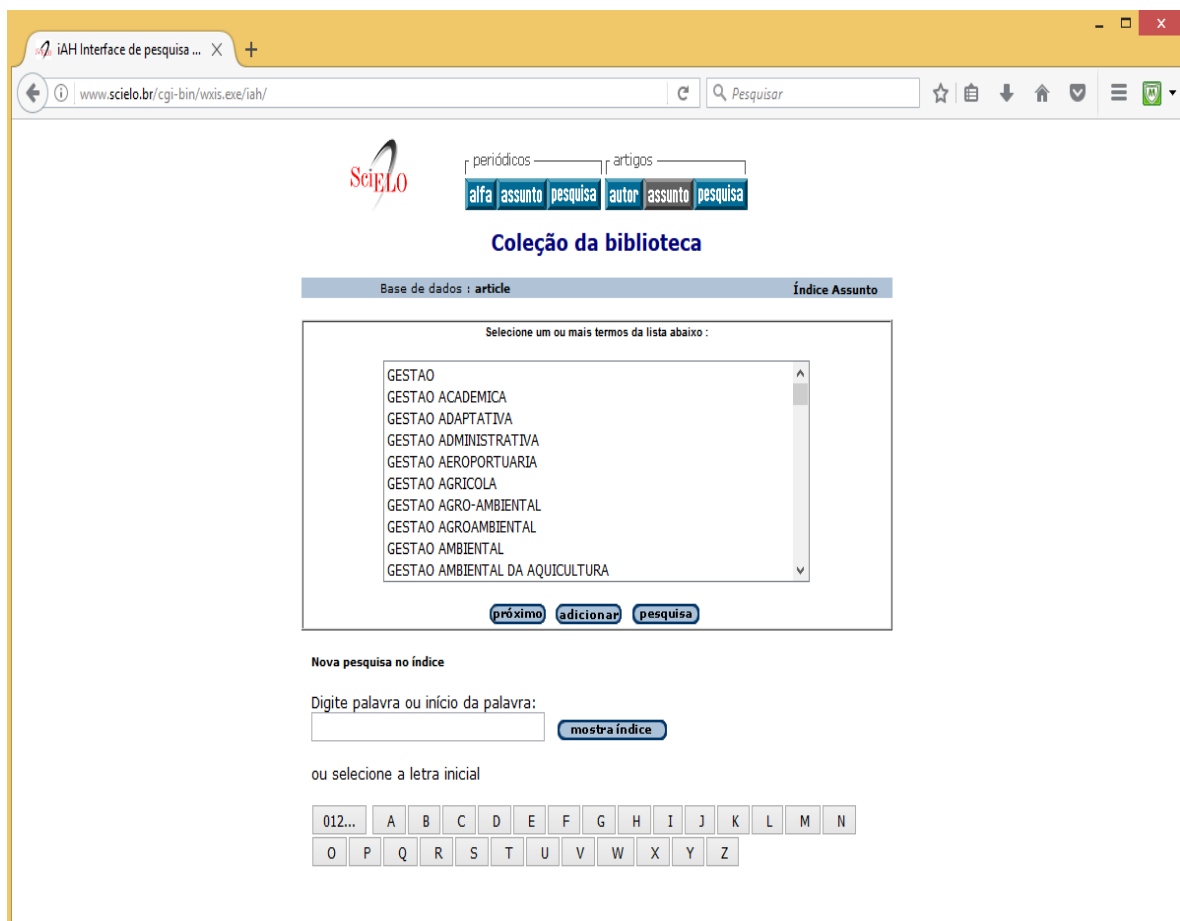 iAH Interface de pesquisa ...
www.scielo.br/cgi-bin/wxis.exe/iah/
Pesquisar
SciELO
periódicos
artigos
alfa assunto pesquisa autor assunto pesquisa
Coleção da biblioteca
Base de dados : article
Índice Assunto
Selecione um ou mais termos da lista abaixo :
GESTAO
GESTAO ACADEMICA
GESTAO ADAPTATIVA
GESTAO ADMINISTRATIVA
GESTAO AEROPORTUARIA
GESTAO AGRICOLA
GESTAO AGRO-AMBIENTAL
GESTAO AGROAMBIENTAL
GESTAO AMBIENTAL
GESTAO AMBIENTAL DA AQUICULTURA
próximo adicionar pesquisa
Nova pesquisa no índice
Digite palavra ou início da palavra:
mostra índice
ou selecione a letra inicial
012... A B C D E F G H I J K L M N
O P Q R S T U V W X Y Z